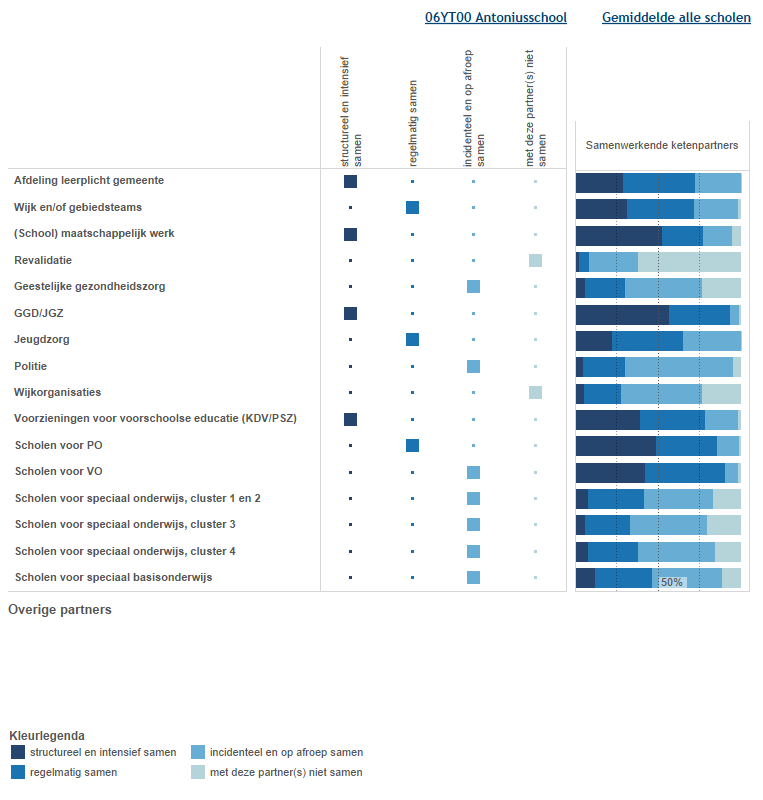 06YT00 Antoniusschool
Gemiddelde alle scholen
structureel en intensief
samen
regelmatig samen
incidenteel en op afroep
samen
met deze partner(s) niet
samen
Samenwerkende ketenpartners
Afdeling leerplicht gemeente
Wijk en/of gebiedsteams
(School) maatschappelijk werk
Revalidatie
Geestelijke gezondheidszorg
GGD/JGZ
Jeugdzorg
Politie
Wijkorganisaties
Voorzieningen voor voorschoolse educatie (KDV/PSZ)
Scholen voor PO
Scholen voor VO
Scholen voor speciaal onderwijs, cluster 1 en 2
Scholen voor speciaal onderwijs, cluster 3
Scholen voor speciaal onderwijs, cluster 4
Scholen voor speciaal basisonderwijs
50%
Overige partners
Kleurlegenda
structureel en intensief samen
incidenteel en op afroep samen
regelmatig samen
met deze partner(s) niet samen